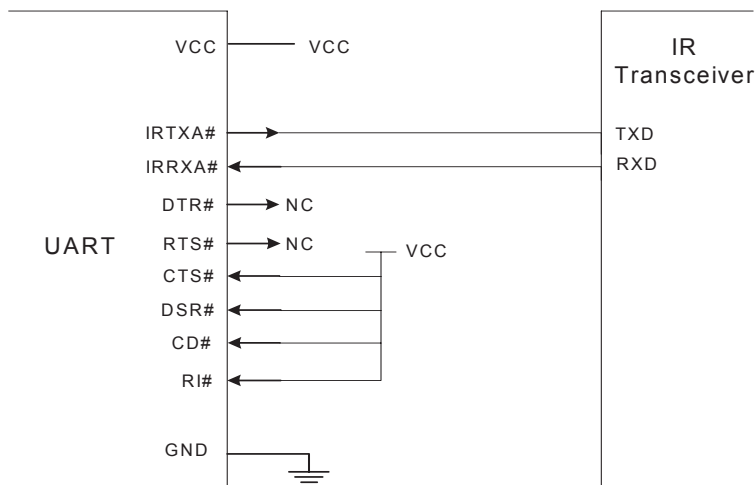 VCC VCC
IR
Transceiver
IRTXA# TXD
IRRXA# RXD
DTR# NC
UART
RTS# NC
VCC
CTS#
DSR#
CD#
RI#
GND